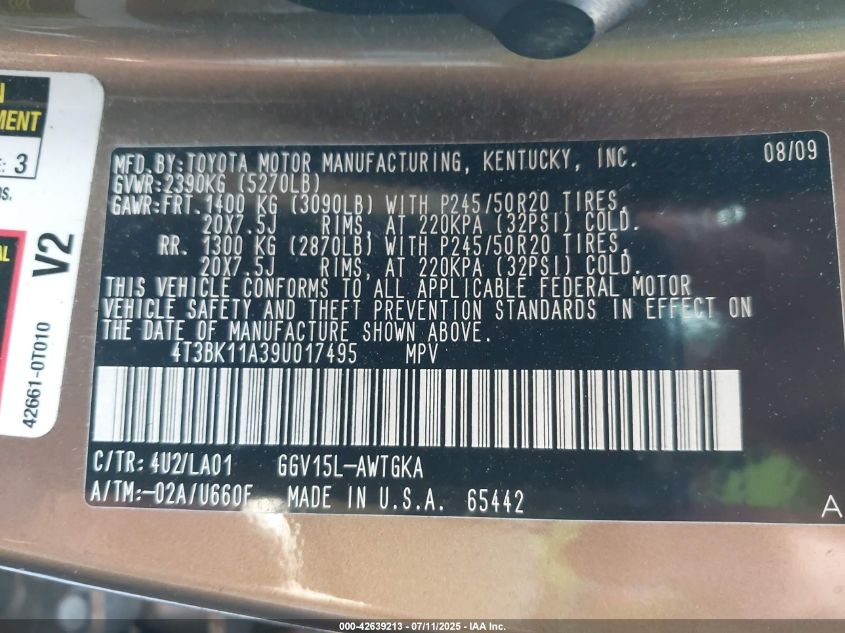 N
MENT
E: 3
AL
V2
42661-0T010
MFD.BY:TOYOTA MOTOR MANUFACTURING, KENTUCKY, INC. 08/09
GVWR:2390KG (5270LB)
GAWR:FRT. 1400 KG (3090LB) WITH P245/50R20 TIRES,
20X7.5J RIMS, AT 220KPA (32PSI) COLD.
RR. 1300 KG (2870LB) WITH P245/50R20 TIRES,
20X7.5J RIMS, AT 220KPA (32PSI) COLD.
THIS VEHICLE CONFORMS TO ALL APPLICABLE FEDERAL MOTOR
VEHICLE SAFETY AND THEFT PREVENTION STANDARDS IN EFFECT ON
THE DATE OF MANUFACTURE SHOWN ABOVE.
4T3BK11A39U017495 MPV
C/TR: 4U2/LA01 GGV15L-AWTGKA
A/TM:-02A/U660F MADE IN U.S.A. 65442
A
000-42639213 - 07/11/2025 - IAA Inc.